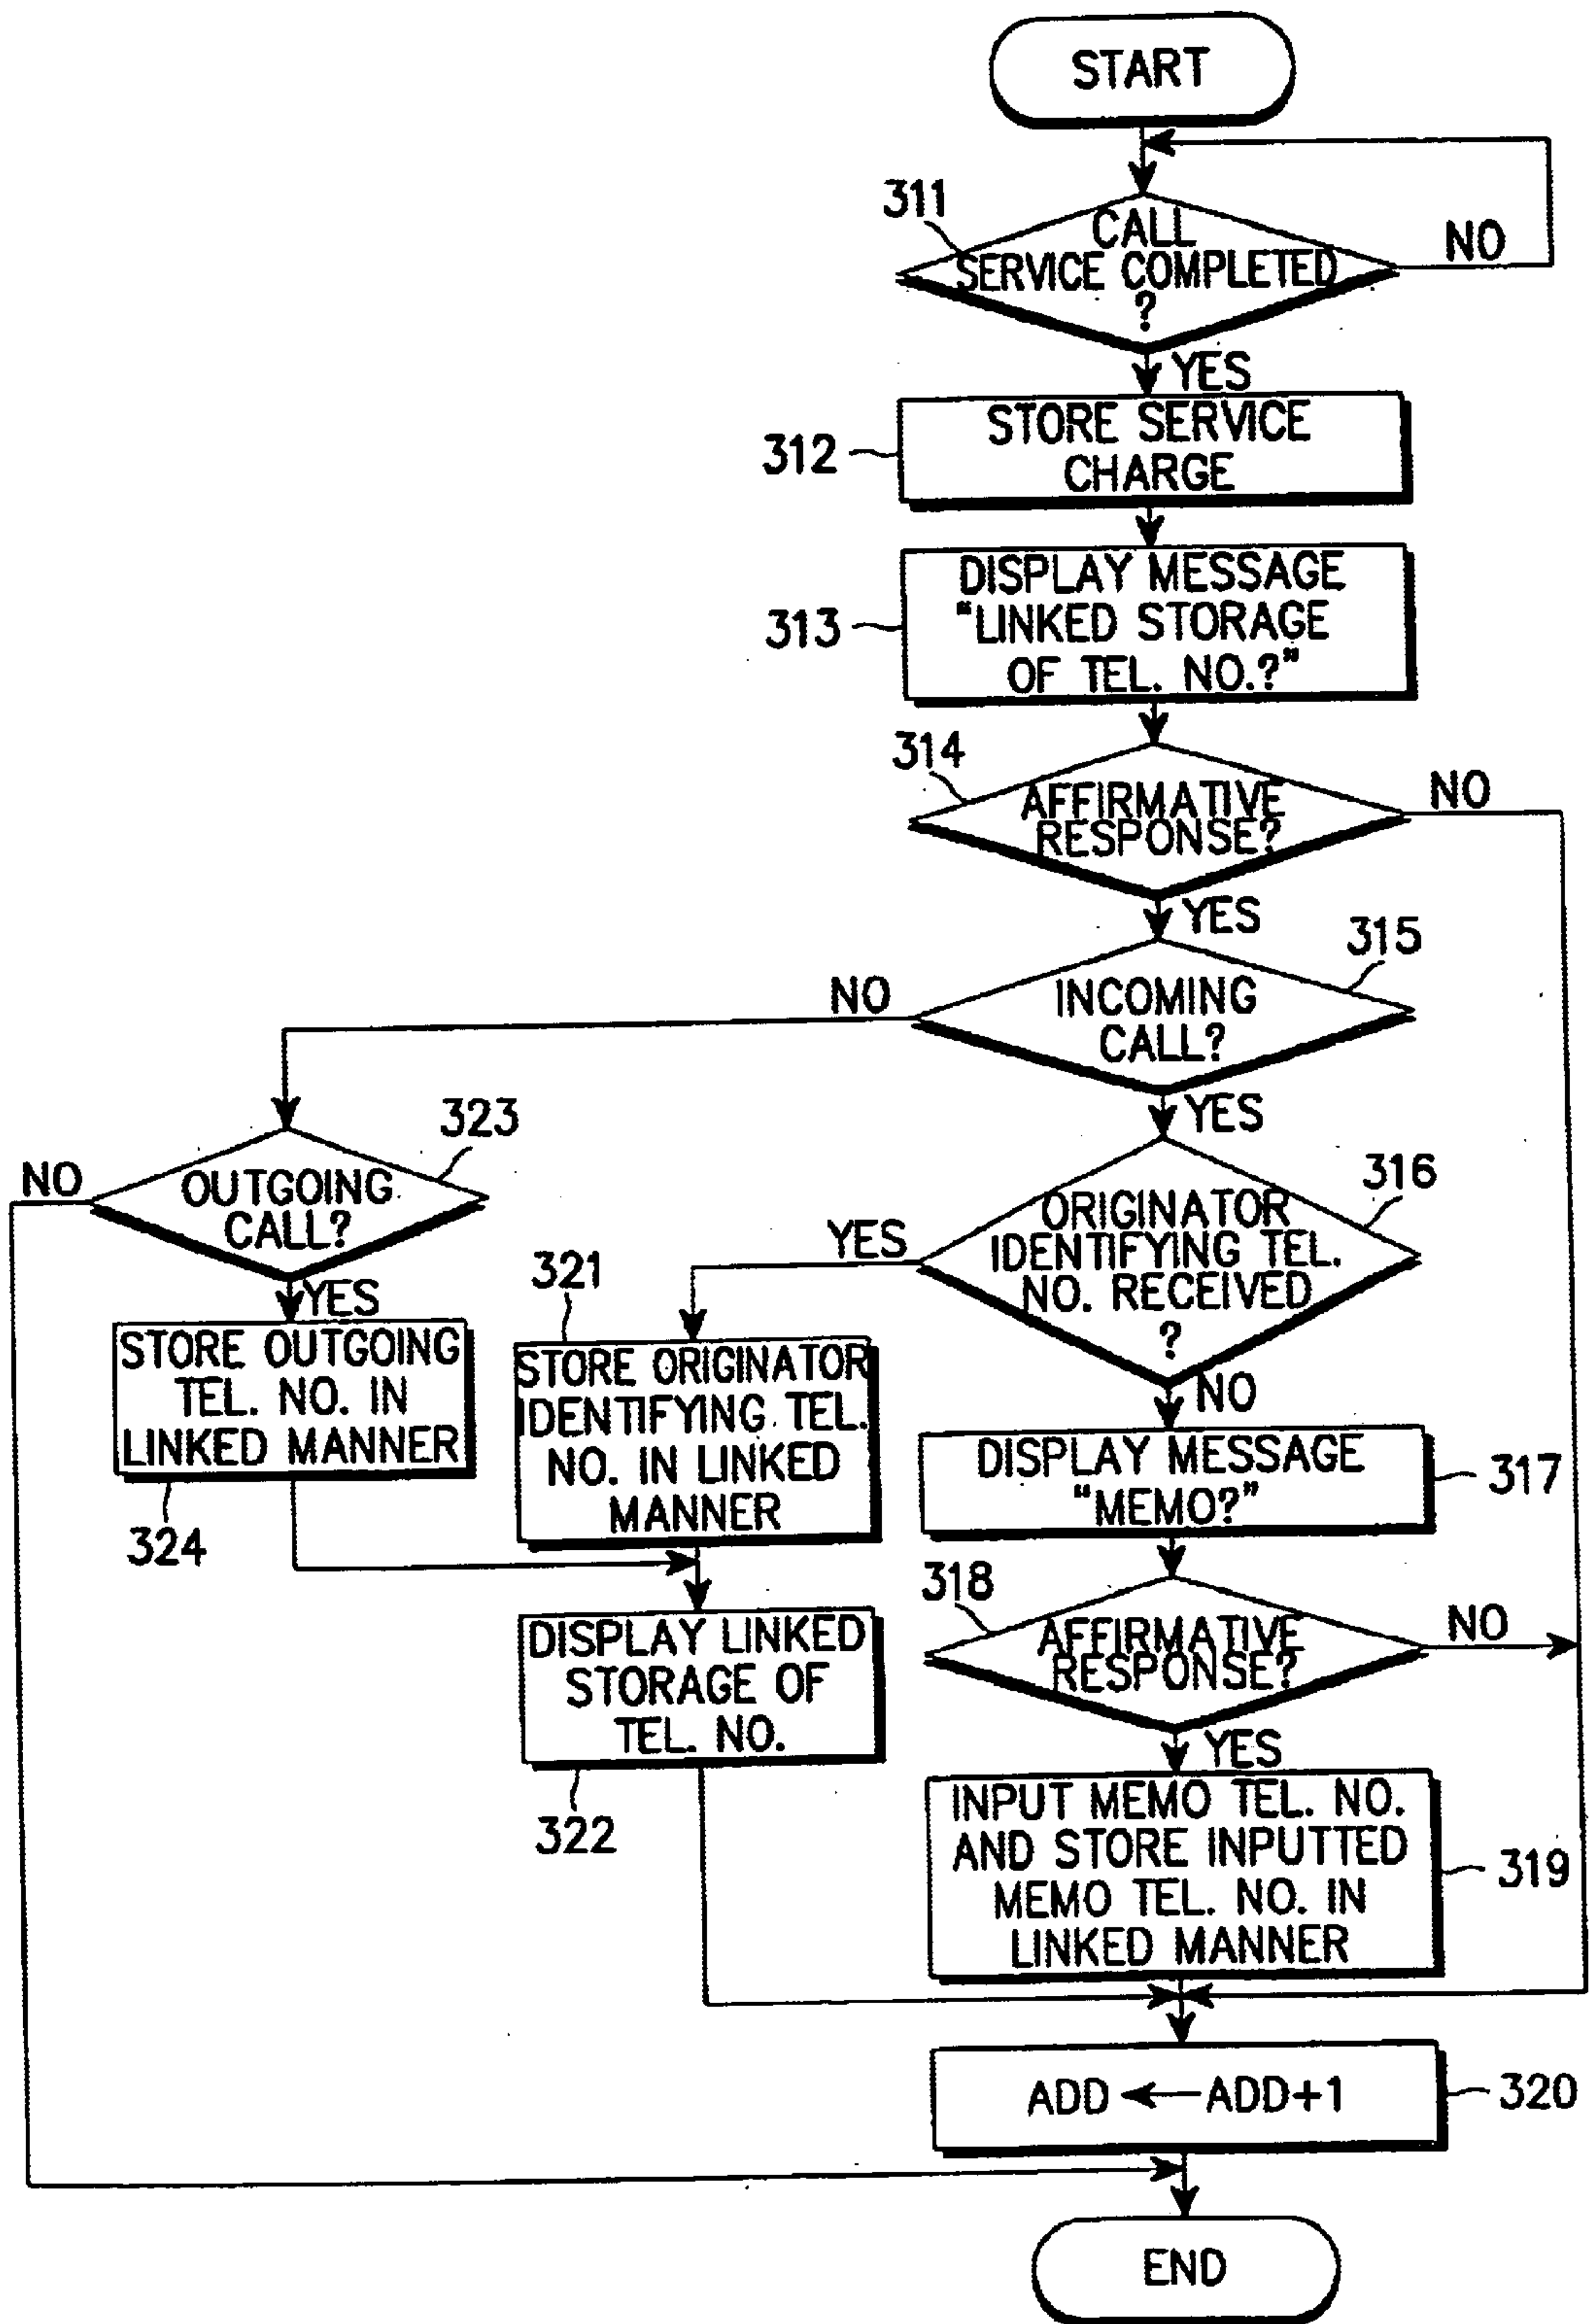 START
311
CALL
SERVICE COMPLETED
?
NO
YES
312
STORE SERVICE
CHARGE
313
DISPLAY MESSAGE
"LINKED STORAGE
OF TEL. NO.?"
314
AFFIRMATIVE
RESPONSE?
NO
YES
315
INCOMING
CALL?
NO
YES
323
OUTGOING
CALL?
NO
YES
316
ORIGINATOR
IDENTIFYING TEL.
NO. RECEIVED
?
YES
NO
321
STORE ORIGINATOR
IDENTIFYING TEL.
NO. IN LINKED
MANNER
STORE OUTGOING
TEL. NO. IN
LINKED MANNER
324
DISPLAY MESSAGE
"MEMO?"
317
318
AFFIRMATIVE
RESPONSE?
NO
YES
DISPLAY LINKED
STORAGE OF
TEL. NO.
322
INPUT MEMO TEL. NO.
AND STORE INPUTTED
MEMO TEL. NO. IN
LINKED MANNER
319
ADD ← ADD+1
320
END